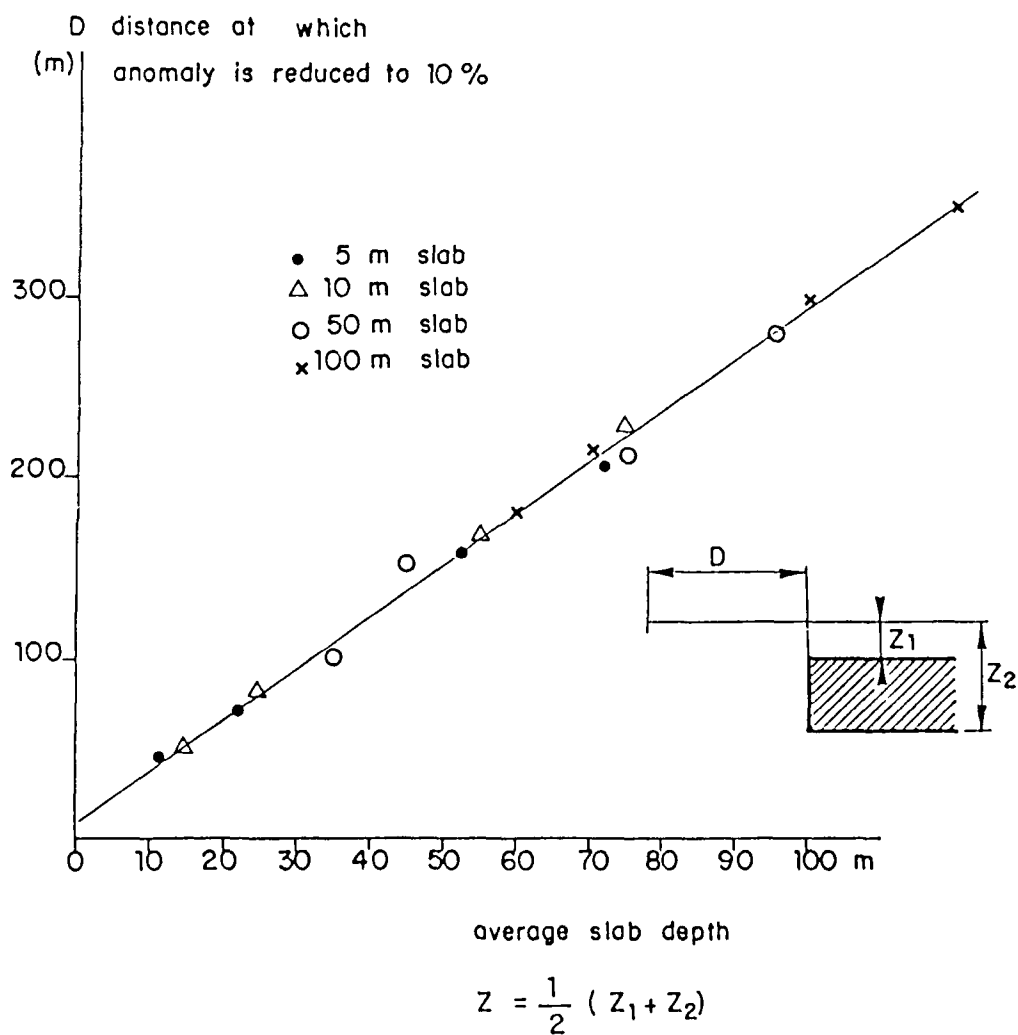 D distance at which
(m) anomaly is reduced to 10 %
● 5 m slab
△ 10 m slab
○ 50 m slab
× 100 m slab
300
200
100
D
Z1
Z2
0 10 20 30 40 50 60 70 80 90 100 m
average slab depth
Z = 1/2 ( Z1 + Z2)